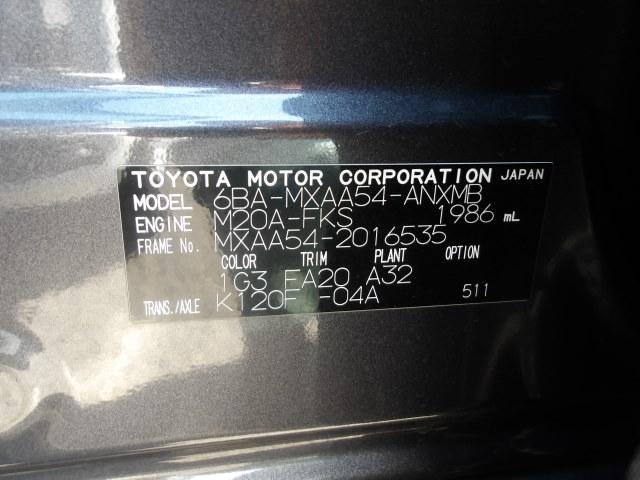 TOYOTA MOTOR CORPORATION JAPAN
MODEL 6BA-MXAA54-ANXMB
ENGINE M20A-FKS 1986 mL
FRAME No. MXAA54-2016535
COLOR TRIM PLANT OPTION
1G3 EA20 A32
TRANS./AXLE K120F -04A 511